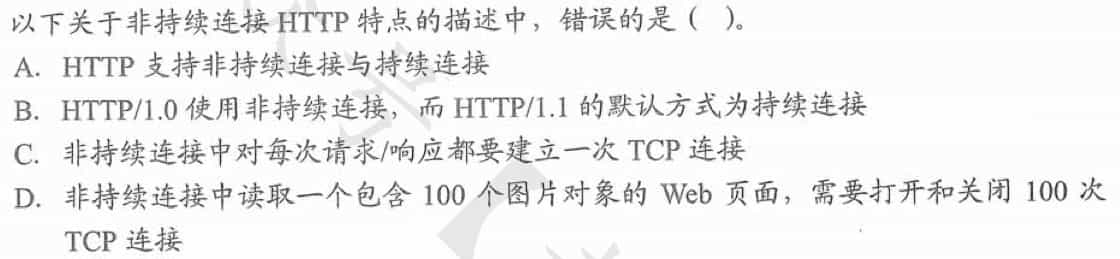 以下关于非持续连接 HTTP 特点的描述中，错误的是（ ）。
A. HTTP 支持非持续连接与持续连接
B. HTTP/1.0 使用非持续连接，而 HTTP/1.1 的默认方式为持续连接
C. 非持续连接中对每次请求/响应都要建立一次 TCP 连接
D. 非持续连接中读取一个包含 100 个图片对象的 Web 页面，需要打开和关闭 100 次
TCP 连接